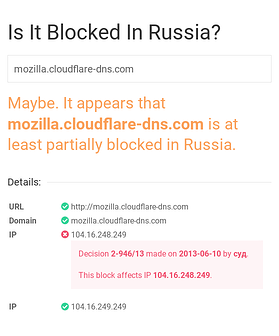 Is It Blocked In Russia?
mozilla.cloudflare-dns.com
Maybe. It appears that
mozilla.cloudflare-dns.com is at
least partially blocked in Russia.
Details:
URL http://mozilla.cloudflare-dns.com
Domain mozilla.cloudflare-dns.com
IP 104.16.248.249
Decision 2-946/13 made on 2013-06-10 by суд.
This block affects IP 104.16.248.249.
IP 104.16.249.249